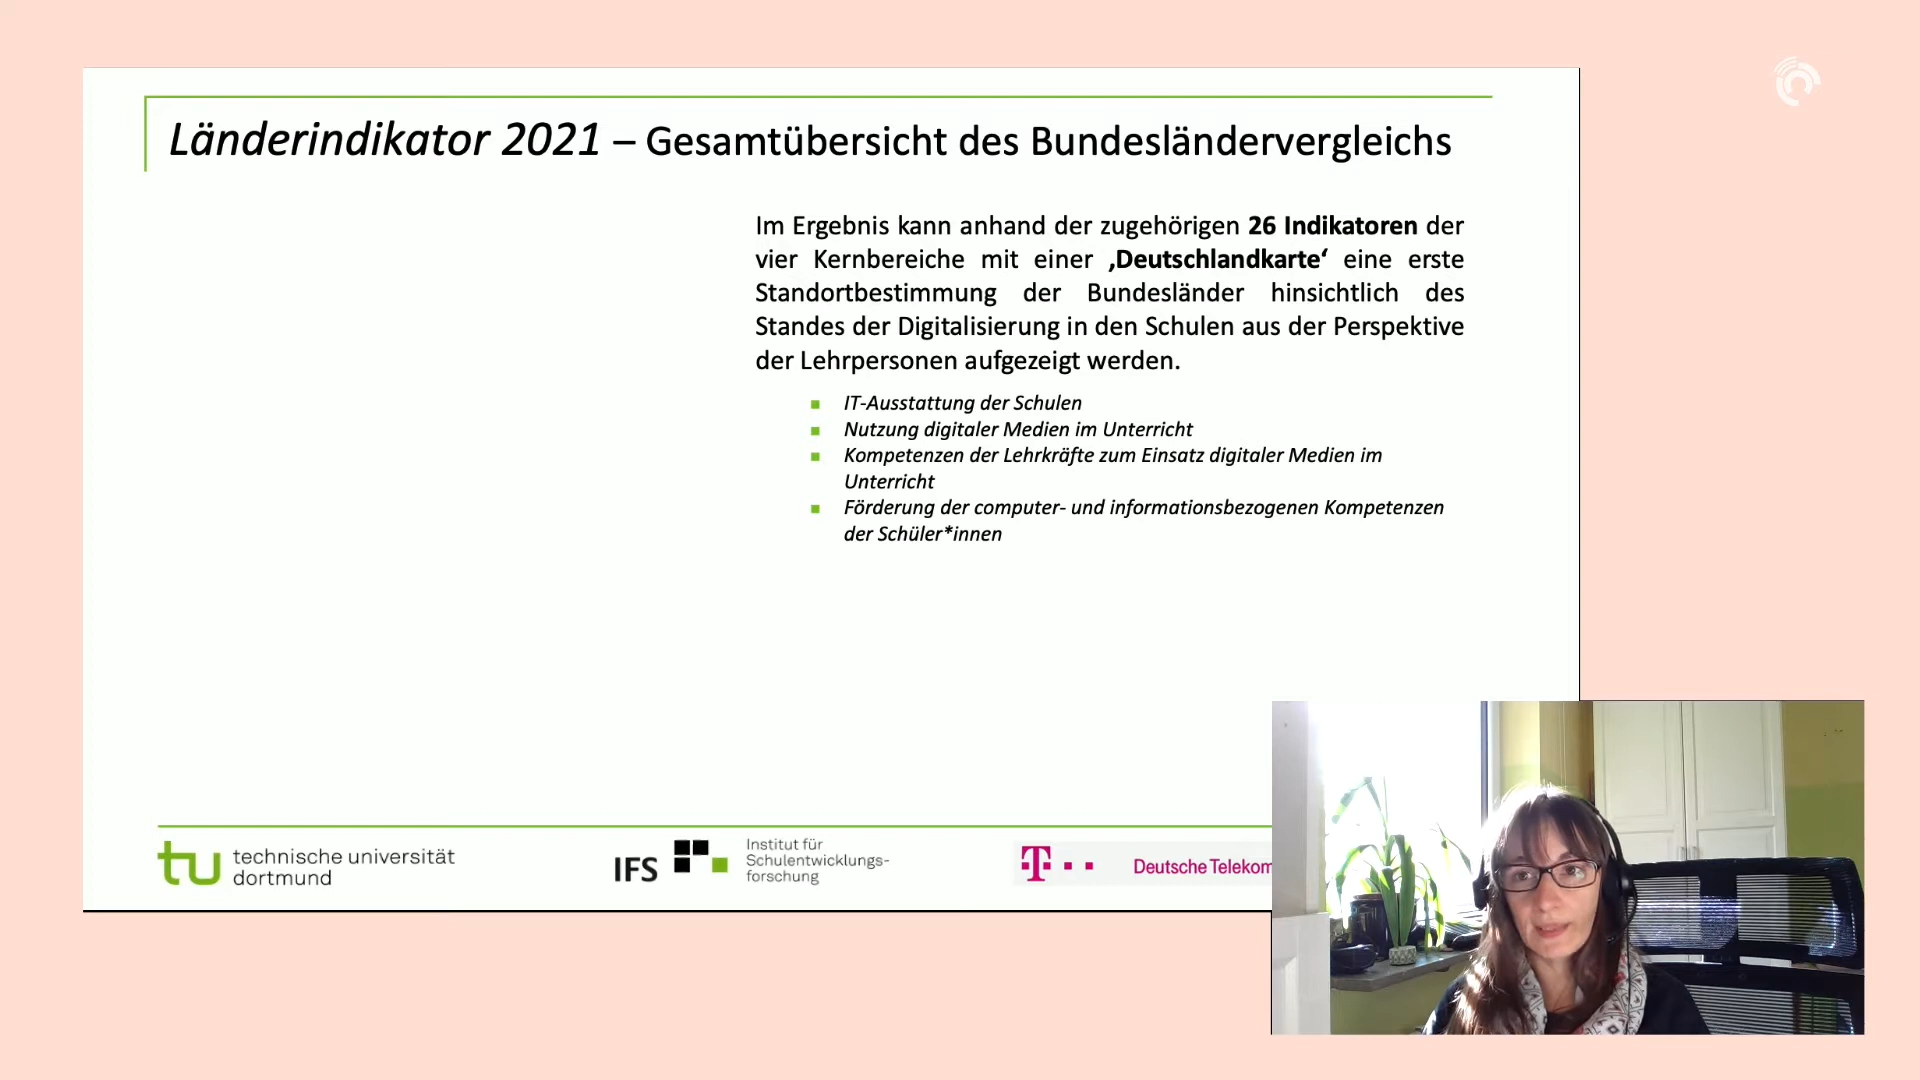 Länderindikator 2021 – Gesamtübersicht des Bundesländervergleichs
Im Ergebnis kann anhand der zugehörigen 26 Indikatoren der
vier Kernbereiche mit einer ‚Deutschlandkarte‘ eine erste
Standortbestimmung der Bundesländer hinsichtlich des
Standes der Digitalisierung in den Schulen aus der Perspektive
der Lehrpersonen aufgezeigt werden.
IT-Ausstattung der Schulen
Nutzung digitaler Medien im Unterricht
Kompetenzen der Lehrkräfte zum Einsatz digitaler Medien im
Unterricht
Förderung der computer- und informationsbezogenen Kompetenzen
der Schüler*innen
tu technische universität
dortmund
IFS
Institut für
Schulentwicklungs-
forschung
T
Deutsche Telekom